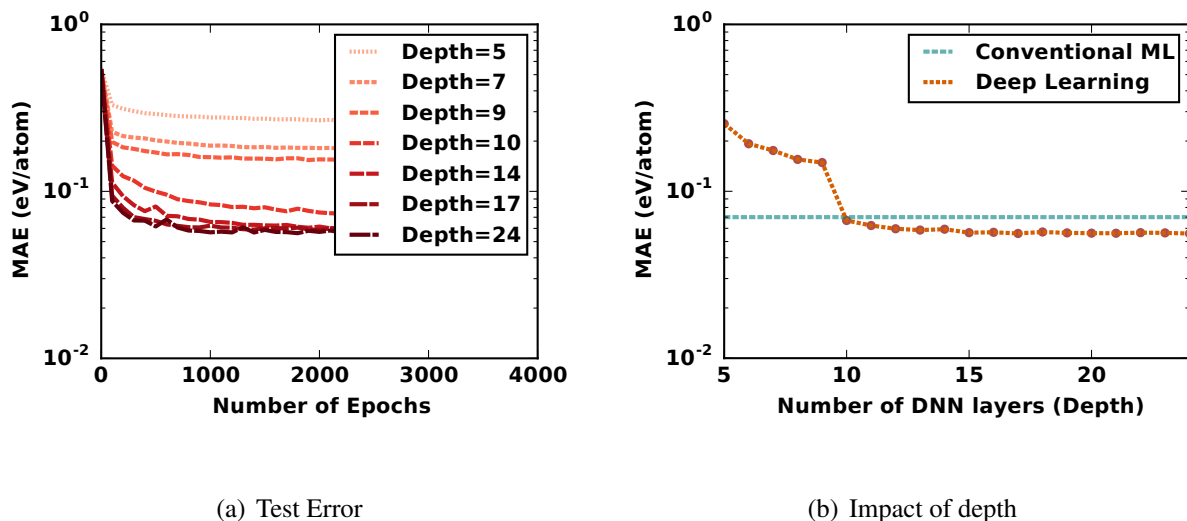 10^0
10^-1
10^-2
MAE (eV/atom)
0 1000 2000 3000 4000
Number of Epochs
Depth=5
Depth=7
Depth=9
Depth=10
Depth=14
Depth=17
Depth=24
(a) Test Error
10^0
10^-1
10^-2
MAE (eV/atom)
5 10 15 20
Number of DNN layers (Depth)
Conventional ML
Deep Learning
(b) Impact of depth